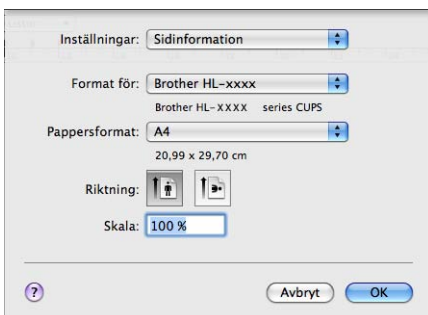 Inställningar: Sidinformation
Format för: Brother HL-xxxx
Brother HL-XXXX series CUPS
Pappersformat: A4
20,99 x 29,70 cm
Riktning:
Skala: 100 %
? Avbryt OK